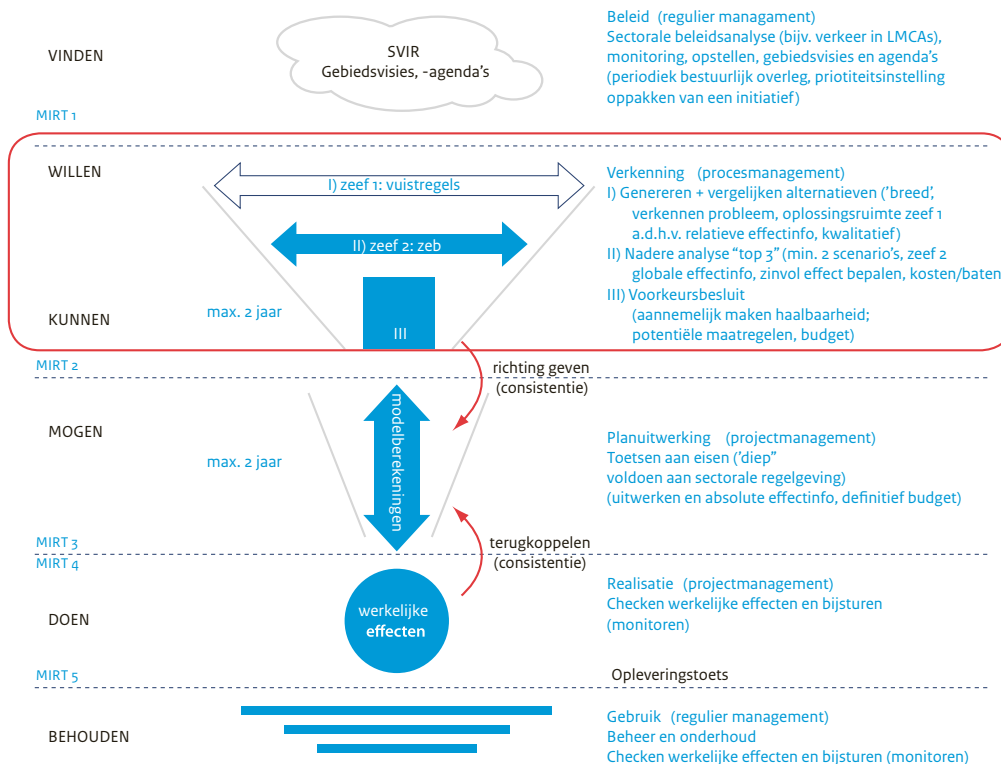 VINDEN
SVIR
Gebiedsvisies, -agenda's
Beleid (regulier managament)
Sectorale beleidsanalyse (bijv. verkeer in LMCAs),
monitoring, opstellen, gebiedsvisies en agenda's
(periodiek bestuurlijk overleg, priotiteitsinstelling
oppakken van een initiatief)
MIRT 1
WILLEN
I) zeef 1: vuistregels
II) zeef 2: zeb
max. 2 jaar
III
KUNNEN
Verkenning (procesmanagement)
I) Genereren + vergelijken alternatieven ('breed',
verkennen probleem, oplossingsruimte zeef 1
a.d.h.v. relatieve effectinfo, kwalitatief)
II) Nadere analyse "top 3" (min. 2 scenario's, zeef 2
globale effectinfo, zinvol effect bepalen, kosten/baten
III) Voorkeursbesluit
(aannemelijk maken haalbaarheid;
potentiële maatregelen, budget)
MIRT 2
richting geven
(consistentie)
MOGEN
max. 2 jaar
modelberekeningen
Planuitwerking (projectmanagement)
Toetsen aan eisen ('diep"
voldoen aan sectorale regelgeving)
(uitwerken en absolute effectinfo, definitief budget)
MIRT 3
MIRT 4
terugkoppelen
(consistentie)
DOEN
werkelijke
effecten
Realisatie (projectmanagement)
Checken werkelijke effecten en bijsturen
(monitoren)
MIRT 5
Opleveringstoets
BEHOUDEN
Gebruik (regulier management)
Beheer en onderhoud
Checken werkelijke effecten en bijsturen (monitoren)